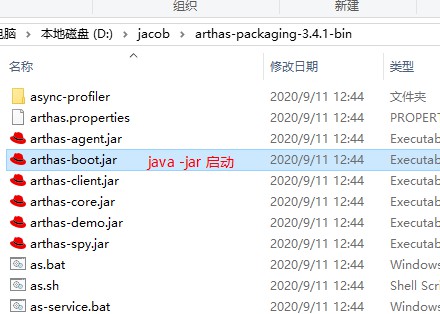 组织 新建
电脑 › 本地磁盘 (D:) › jacob › arthas-packaging-3.4.1-bin
名称 修改日期 类型
async-profiler 2020/9/11 12:44 文件夹
arthas.properties 2020/9/11 12:44 PROPERT
arthas-agent.jar 2020/9/11 12:44 Executab
arthas-boot.jar java -jar 启动 2020/9/11 12:44 Executab
arthas-client.jar 2020/9/11 12:44 Executab
arthas-core.jar 2020/9/11 12:44 Executab
arthas-demo.jar 2020/9/11 12:44 Executab
arthas-spy.jar 2020/9/11 12:44 Executab
as.bat 2020/9/11 12:44 Windows
as.sh 2020/9/11 12:44 Shell Scri
as-service.bat 2020/9/11 12:44 Windows